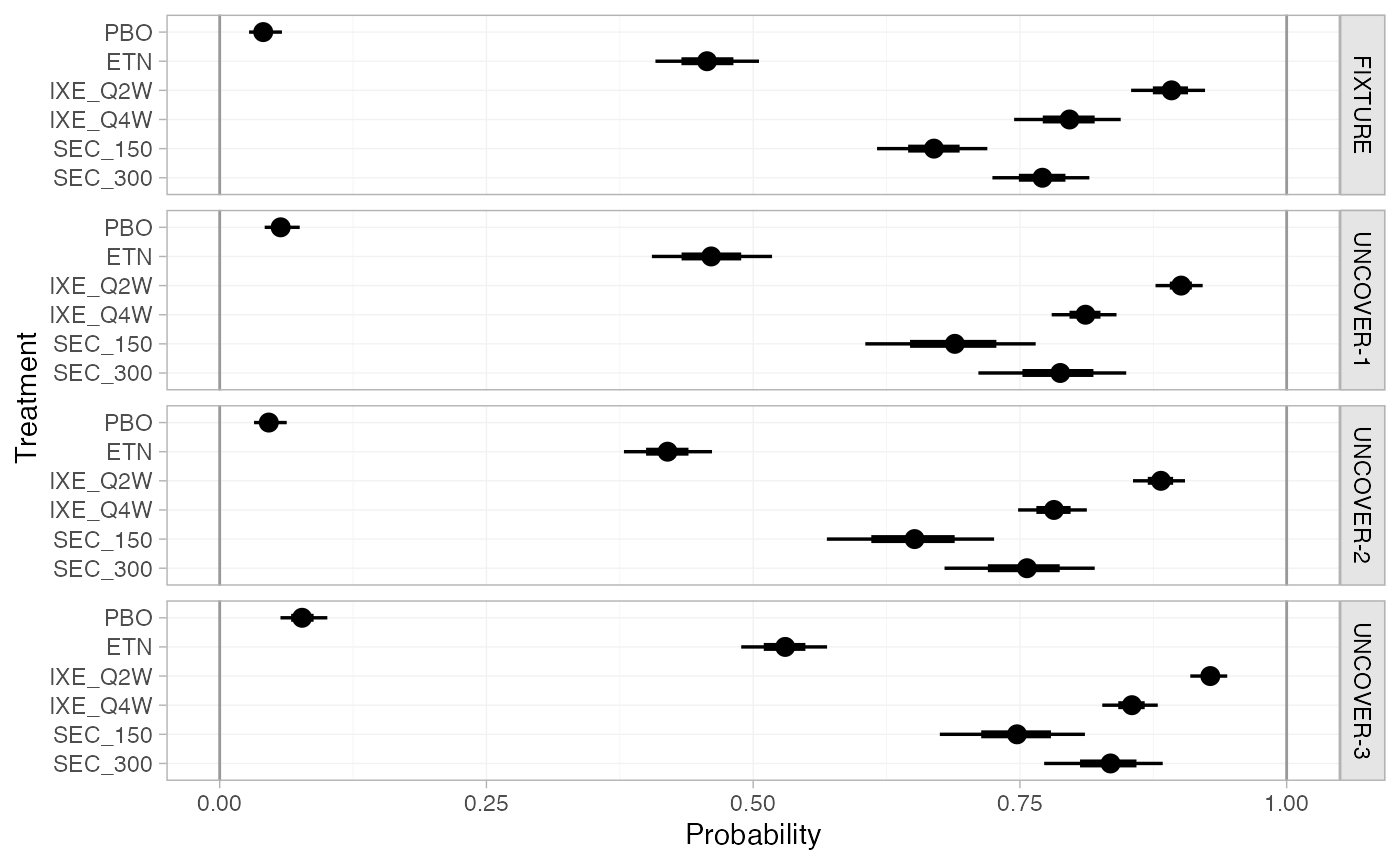 PBO
ETN
IXE_Q2W
IXE_Q4W
SEC_150
SEC_300
FIXTURE
PBO
ETN
IXE_Q2W
IXE_Q4W
SEC_150
SEC_300
UNCOVER-1
PBO
ETN
IXE_Q2W
IXE_Q4W
SEC_150
SEC_300
UNCOVER-2
PBO
ETN
IXE_Q2W
IXE_Q4W
SEC_150
SEC_300
UNCOVER-3
Treatment
0.00 0.25 0.50 0.75 1.00
Probability